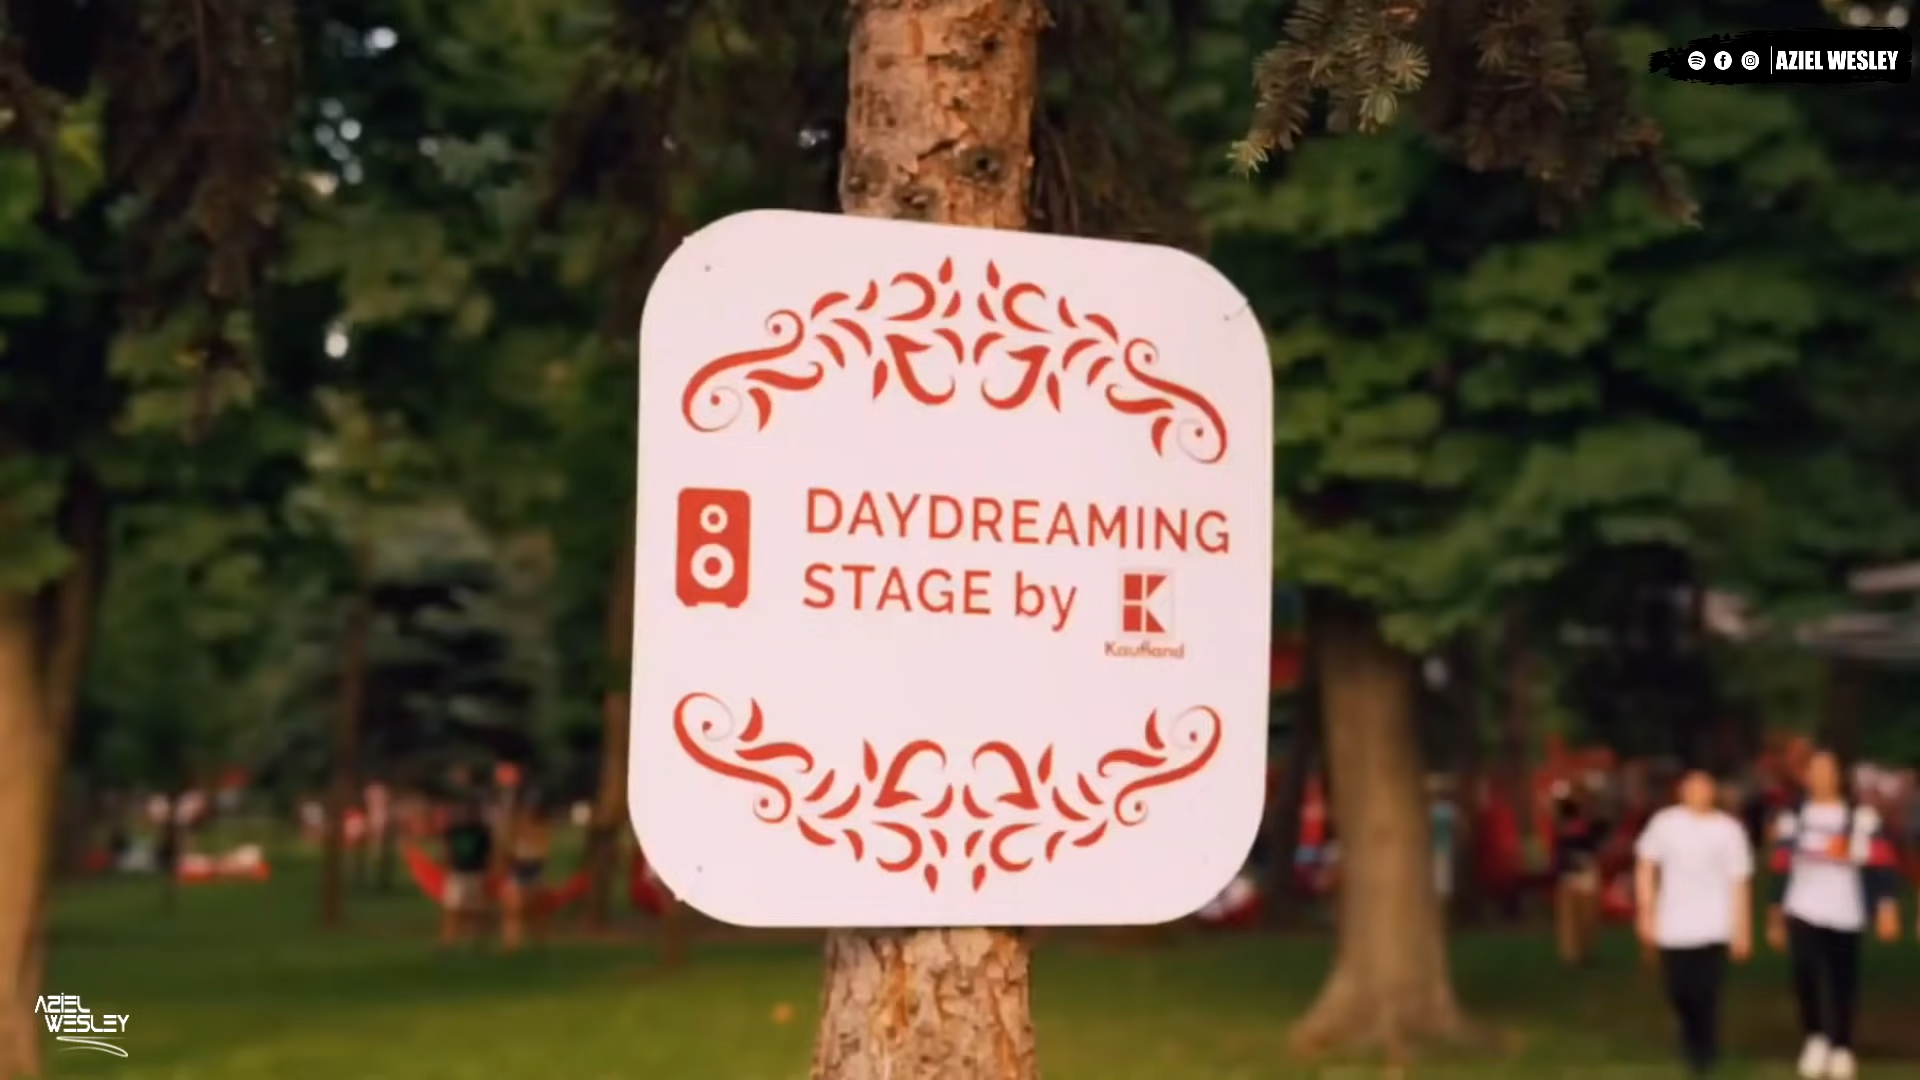 AZIEL WESLEY
DAYDREAMING
STAGE by
Kaufland
AZIEL
WESLEY